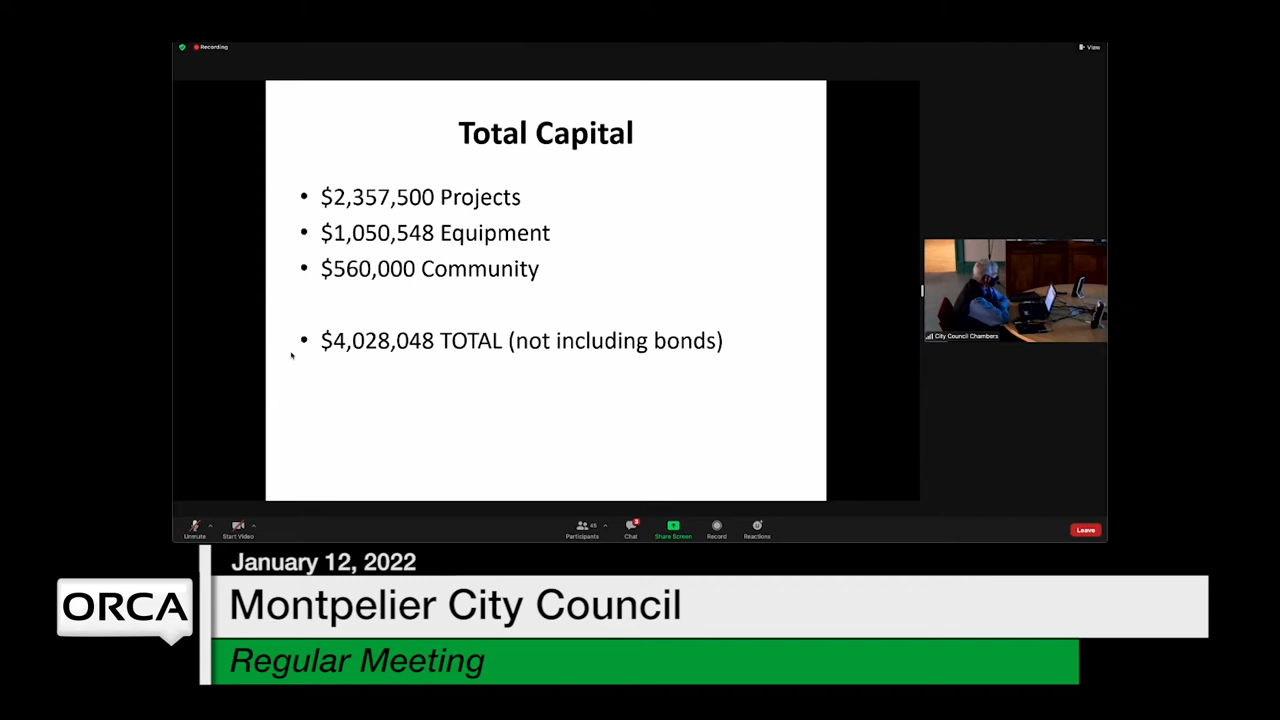 Recording
View
Total Capital
• $2,357,500 Projects
• $1,050,548 Equipment
• $560,000 Community
• $4,028,048 TOTAL (not including bonds)
City Council Chambers
Unmute
Start Video
45
Participants
3
Chat
Share Screen
Record
Reactions
Leave
January 12, 2022
ORCA
Montpelier City Council
Regular Meeting